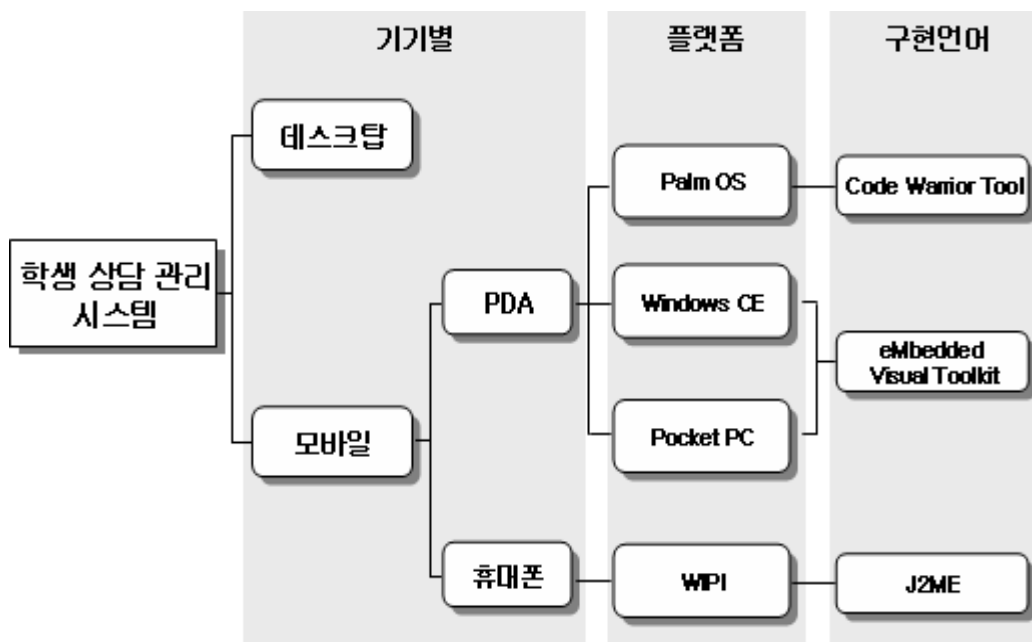 기기별
플랫폼
구현언어
데스크탑
Palm OS
Code Warrior Tool
학생 상담 관리
시스템
PDA
Windows CE
eMbedded
Visual Toolkit
모바일
Pocket PC
휴대폰
WIPI
J2ME